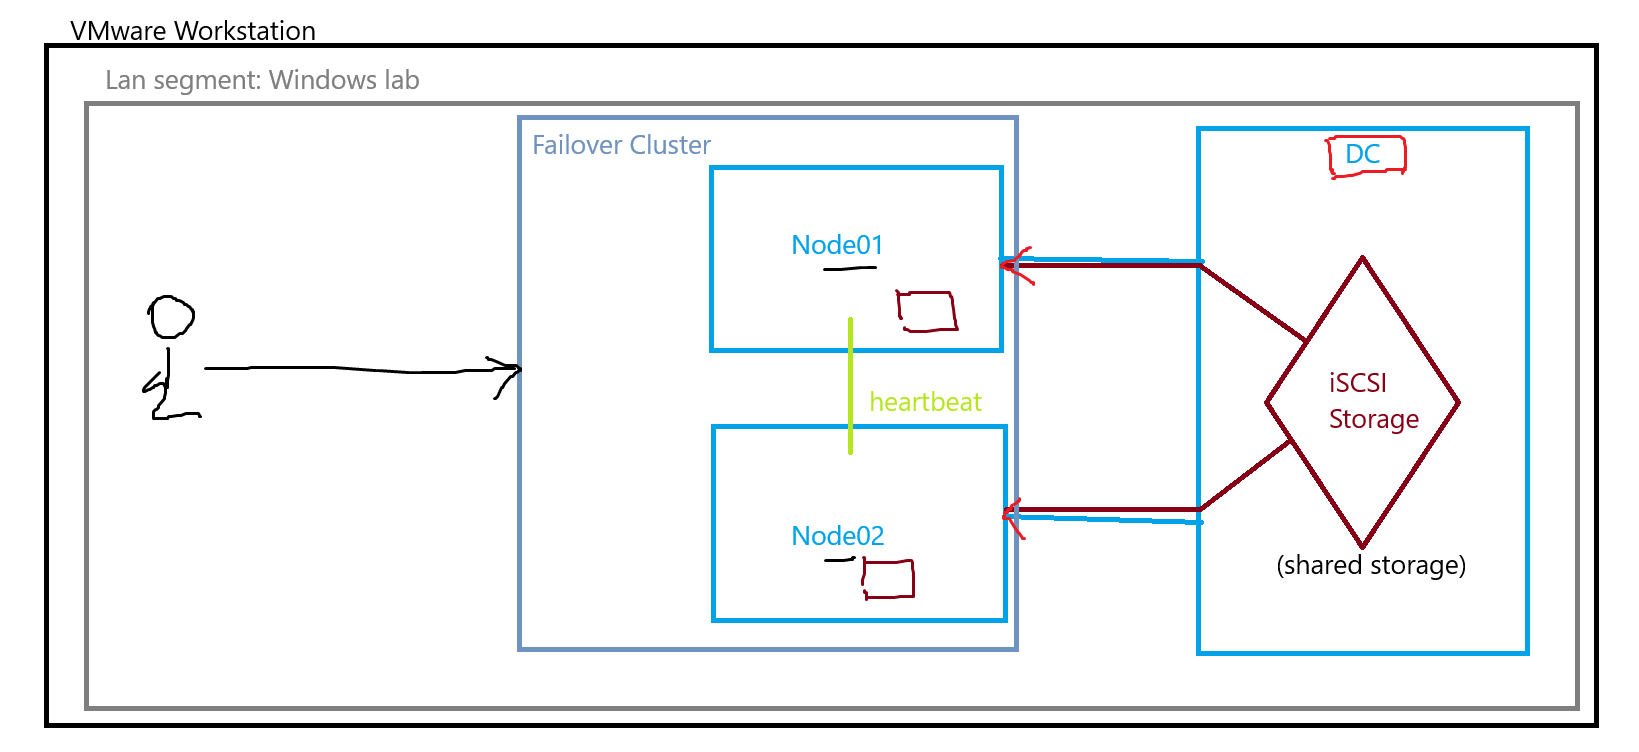 VMware Workstation
Lan segment: Windows lab
Failover Cluster
DC
Node01
iSCSI
Storage
heartbeat
Node02
(shared storage)